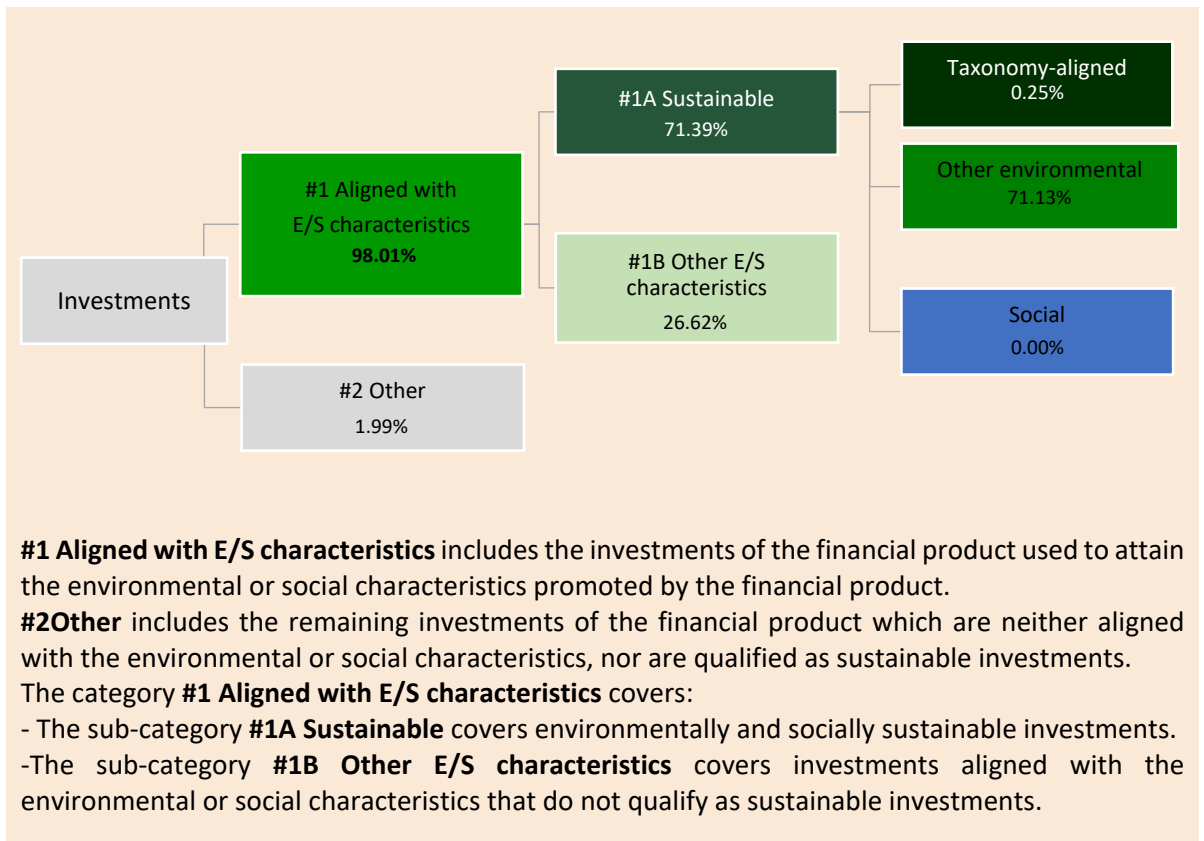 Investments
#1 Aligned with
E/S characteristics
98.01%
#2 Other
1.99%
#1A Sustainable
71.39%
#1B Other E/S
characteristics
26.62%
Taxonomy-aligned
0.25%
Other environmental
71.13%
Social
0.00%
#1 Aligned with E/S characteristics includes the investments of the financial product used to attain
the environmental or social characteristics promoted by the financial product.
#2Other includes the remaining investments of the financial product which are neither aligned
with the environmental or social characteristics, nor are qualified as sustainable investments.
The category #1 Aligned with E/S characteristics covers:
- The sub-category #1A Sustainable covers environmentally and socially sustainable investments.
-The sub-category #1B Other E/S characteristics covers investments aligned with the
environmental or social characteristics that do not qualify as sustainable investments.